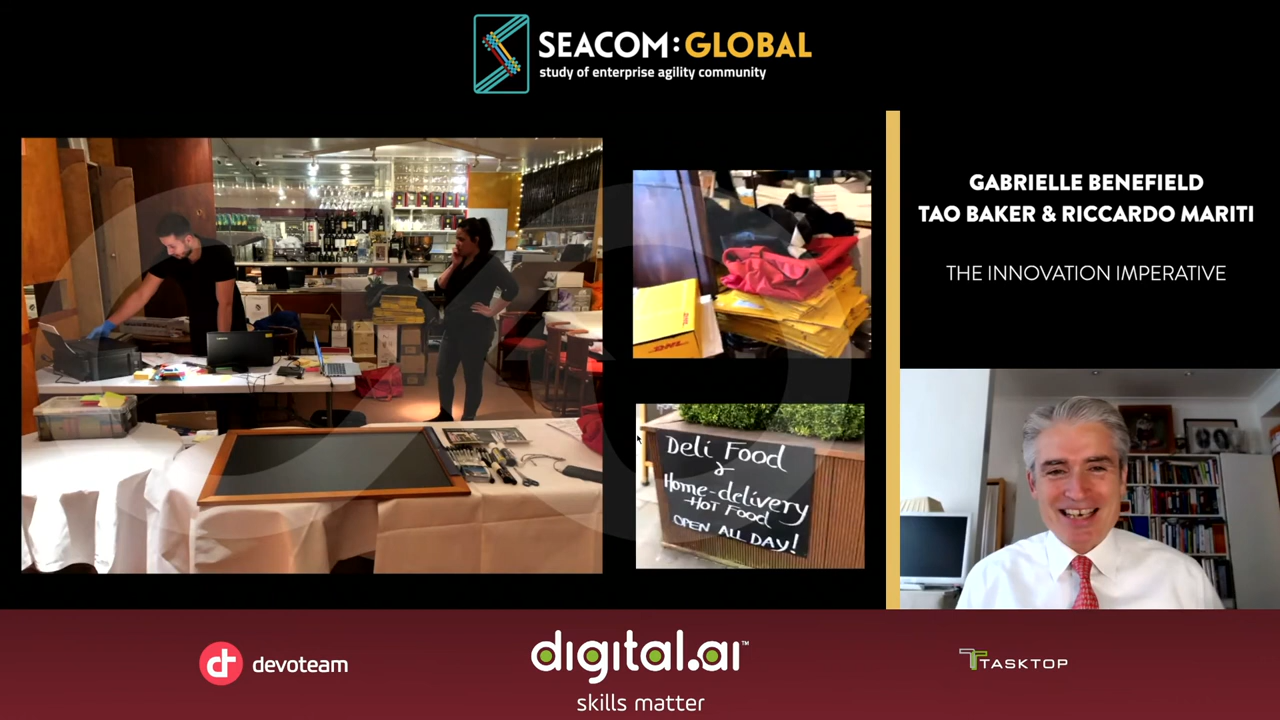 SEACOM:GLOBAL
study of enterprise agility community
GABRIELLE BENEFIELD
TAO BAKER & RICCARDO MARITI
THE INNOVATION IMPERATIVE
DHL
Deli Food
&
Home-delivery
HOT FOOD
OPEN ALL DAY!
devoteam
digital.ai™
skills matter
TASKTOP